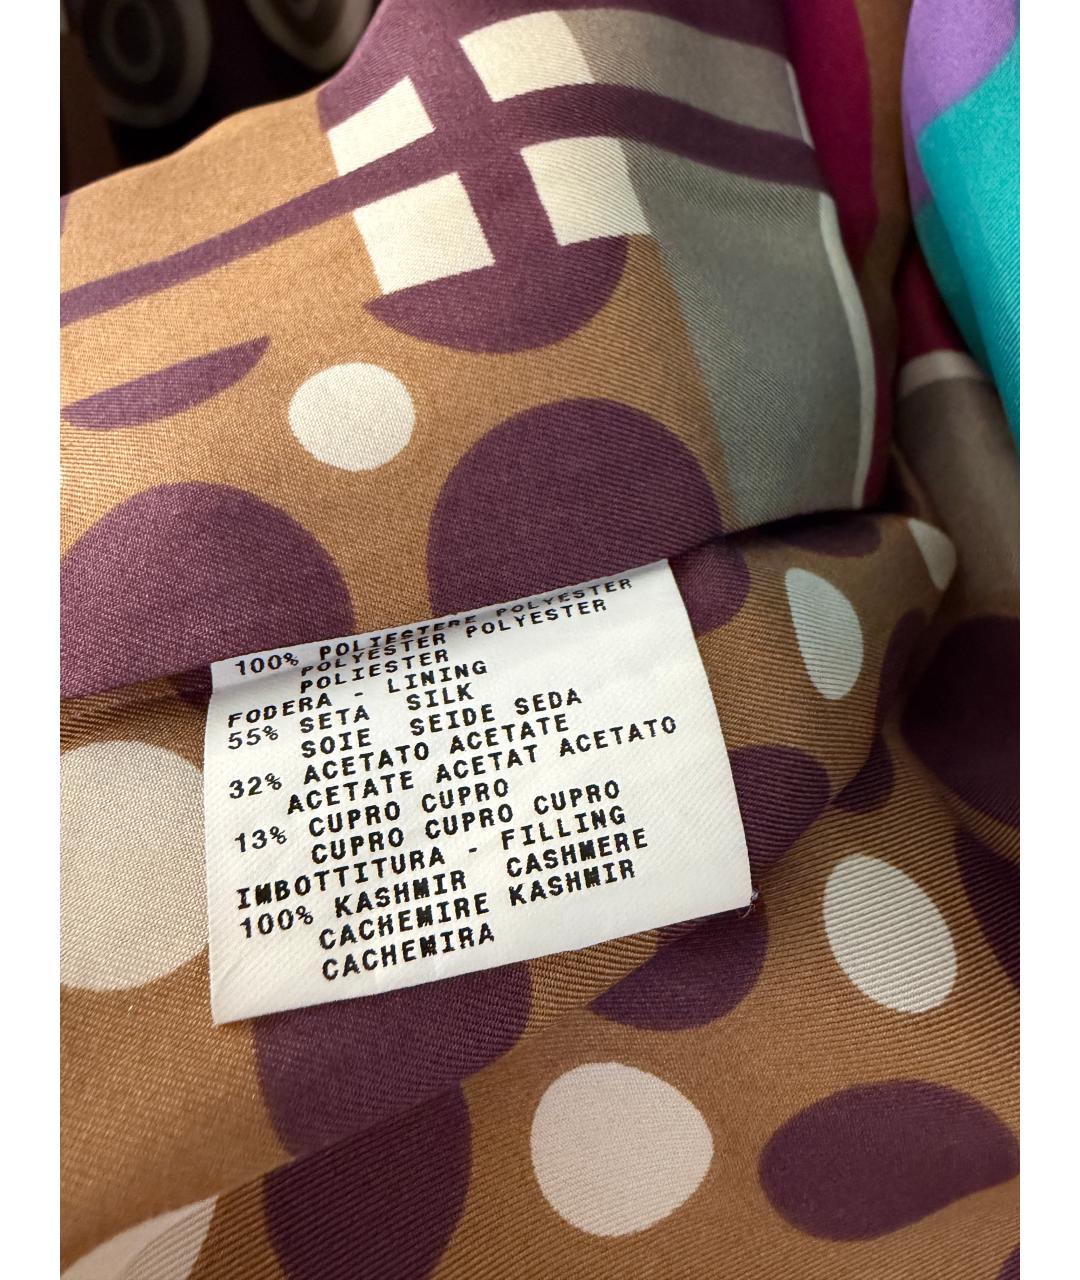 100% POLIESTERE POLYESTER
POLYESTER POLYESTER
POLIESTER
FODERA - LINING
55% SETA SILK
SOIE SEIDE SEDA
32% ACETATO ACETATE
ACETATE ACETAT ACETATO
13% CUPRO CUPRO
CUPRO CUPRO CUPRO
IMBOTTITURA - FILLING
100% KASHMIR CASHMERE
CACHEMIRE KASHMIR
CACHEMIRA